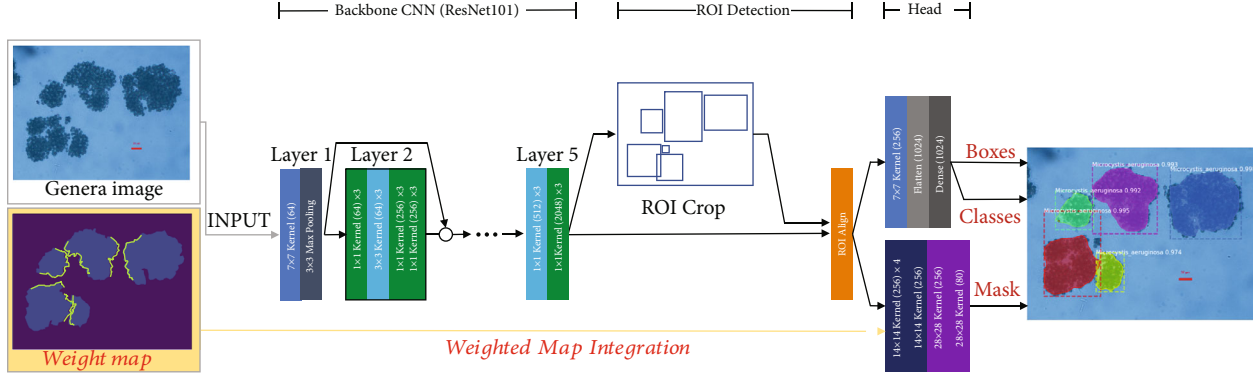 Backbone CNN (ResNet101)
ROI Detection
Head
Genera image
Weight map
INPUT
Layer 1
7×7 Kernel (64)
3×3 Max Pooling
Layer 2
1×1 Kernel (64) ×3
3×3 Kernel (64) ×3
1×1 Kernel (256) ×3
1×1 Kernel (256) ×3
Layer 5
1×1 Kernel (512) ×3
1×1Kernel (2048) ×3
ROI Crop
ROI Align
7×7 Kernel (256)
Flatten (1024)
Dense (1024)
14×14 Kernel (256) × 4
14×14 Kernel (256)
28×28 Kernel (256)
28×28 Kernel (80)
Boxes
Classes
Mask
Microcystis_aeruginosa 0.993
Microcystis_aeruginosa 0.99
Microcystis_aeruginosa 0.992
Microcystis_aeruginosa 0.995
Microcystis_aeruginosa 0.974
Weighted Map Integration